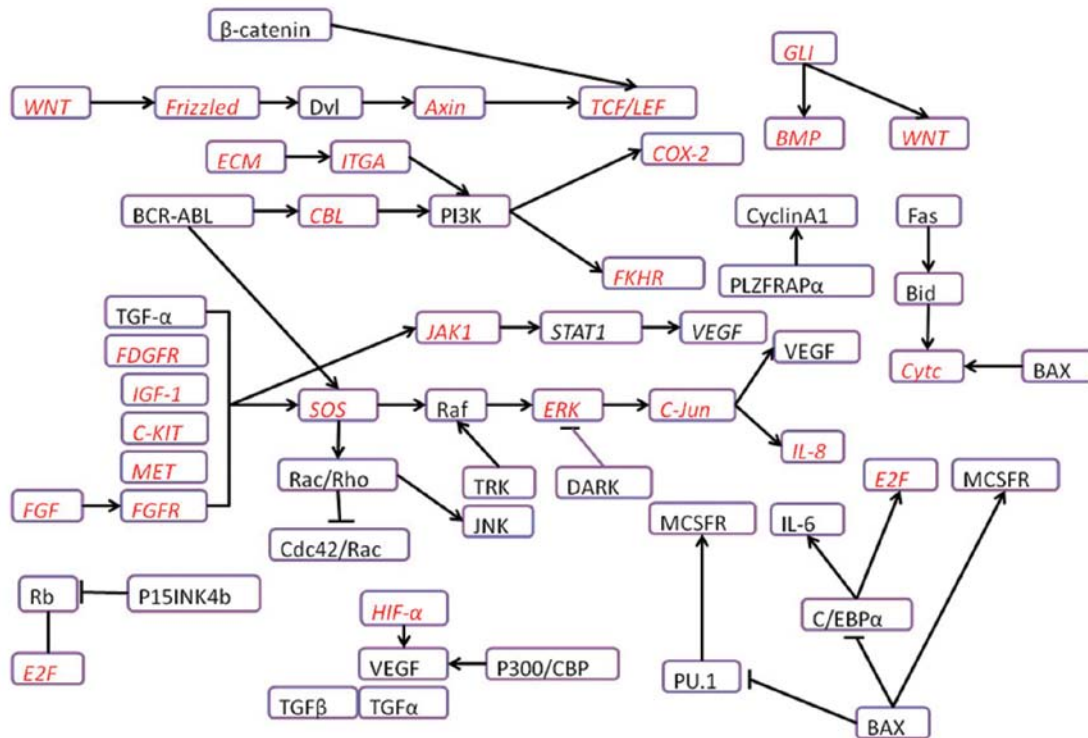 β-catenin
GLI
WNT
Frizzled
Dvl
Axin
TCF/LEF
BMP
WNT
ECM
ITGA
COX-2
BCR-ABL
CBL
PI3K
CyclinA1
Fas
FKHR
PLZFRAPα
Bid
TGF-α
JAK1
STAT1
VEGF
VEGF
FDGFR
Cytc
BAX
IGF-1
SOS
Raf
ERK
C-Jun
C-KIT
IL-8
MET
Rac/Rho
TRK
DARK
E2F
MCSFR
FGF
FGFR
JNK
MCSFR
IL-6
Cdc42/Rac
Rb
P15INK4b
HIF-α
C/EBPα
E2F
VEGF
P300/CBP
PU.1
TGFβ
TGFα
BAX